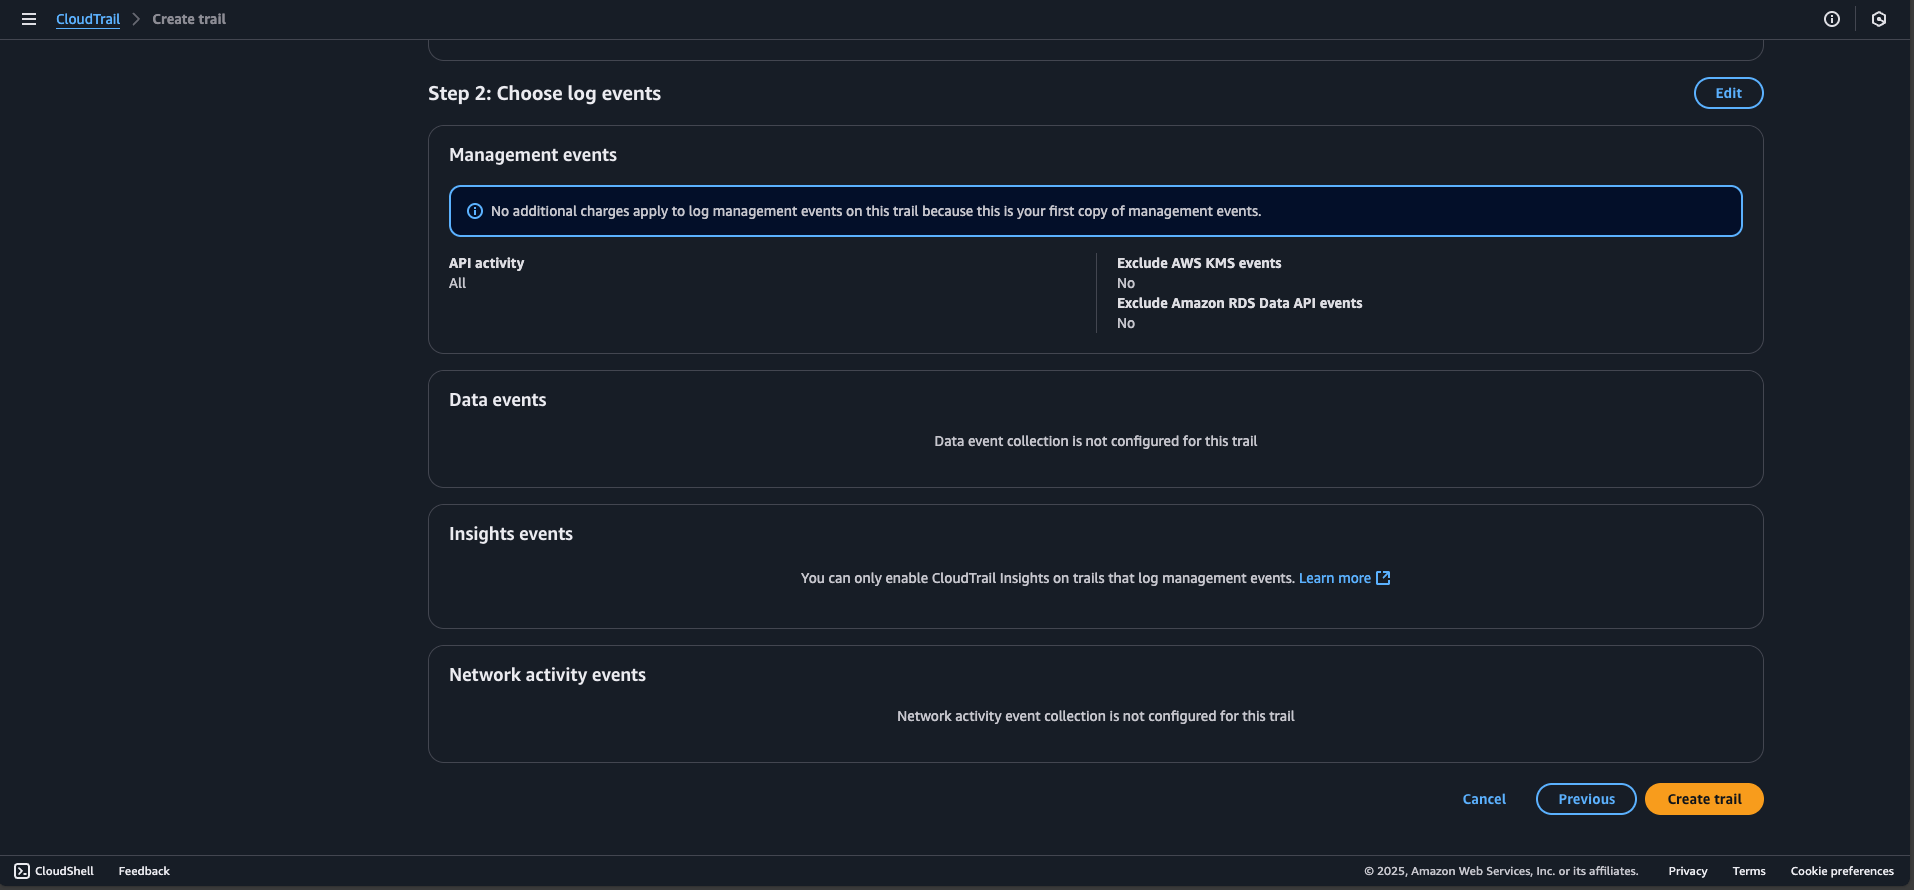 CloudTrail > Create trail
Step 2: Choose log events
Edit
Management events
No additional charges apply to log management events on this trail because this is your first copy of management events.
API activity
All
Exclude AWS KMS events
No
Exclude Amazon RDS Data API events
No
Data events
Data event collection is not configured for this trail
Insights events
You can only enable CloudTrail Insights on trails that log management events. Learn more
Network activity events
Network activity event collection is not configured for this trail
Cancel Previous Create trail
CloudShell Feedback © 2025, Amazon Web Services, Inc. or its affiliates. Privacy Terms Cookie preferences